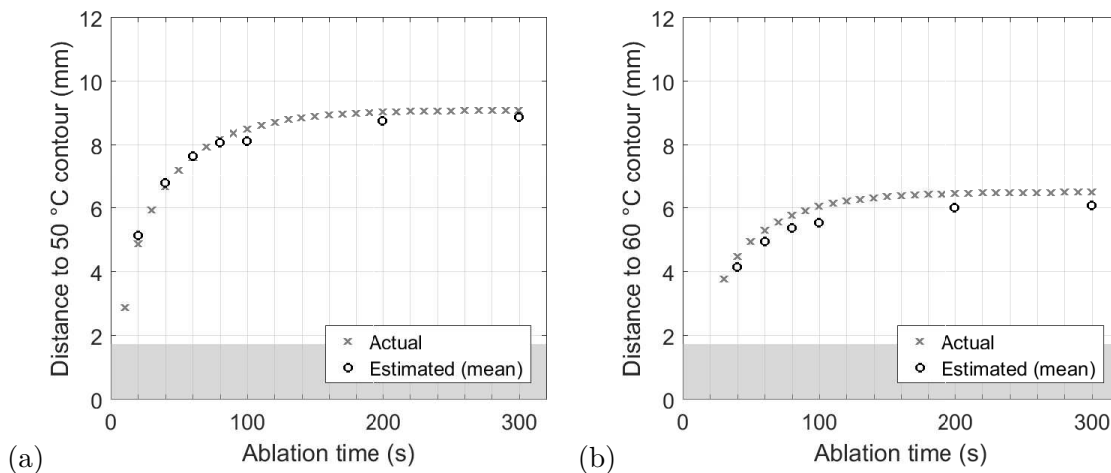 12
10
8
6
4
2
0
Distance to 50 °C contour (mm)
Actual
Estimated (mean)
0 100 200 300
Ablation time (s)
(a)
12
10
8
6
4
2
0
Distance to 60 °C contour (mm)
Actual
Estimated (mean)
0 100 200 300
Ablation time (s)
(b)